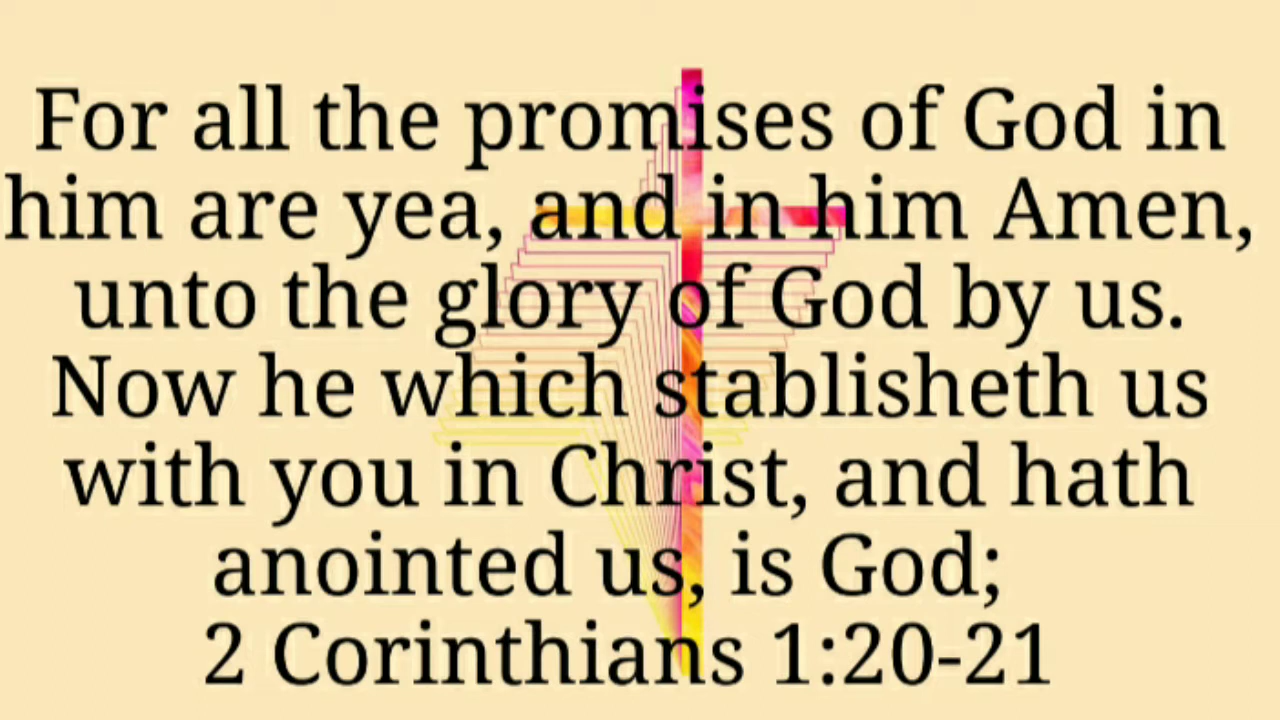 For all the promises of God in
him are yea, and in him Amen,
unto the glory of God by us.
Now he which stablisheth us
with you in Christ, and hath
anointed us, is God;
2 Corinthians 1:20-21